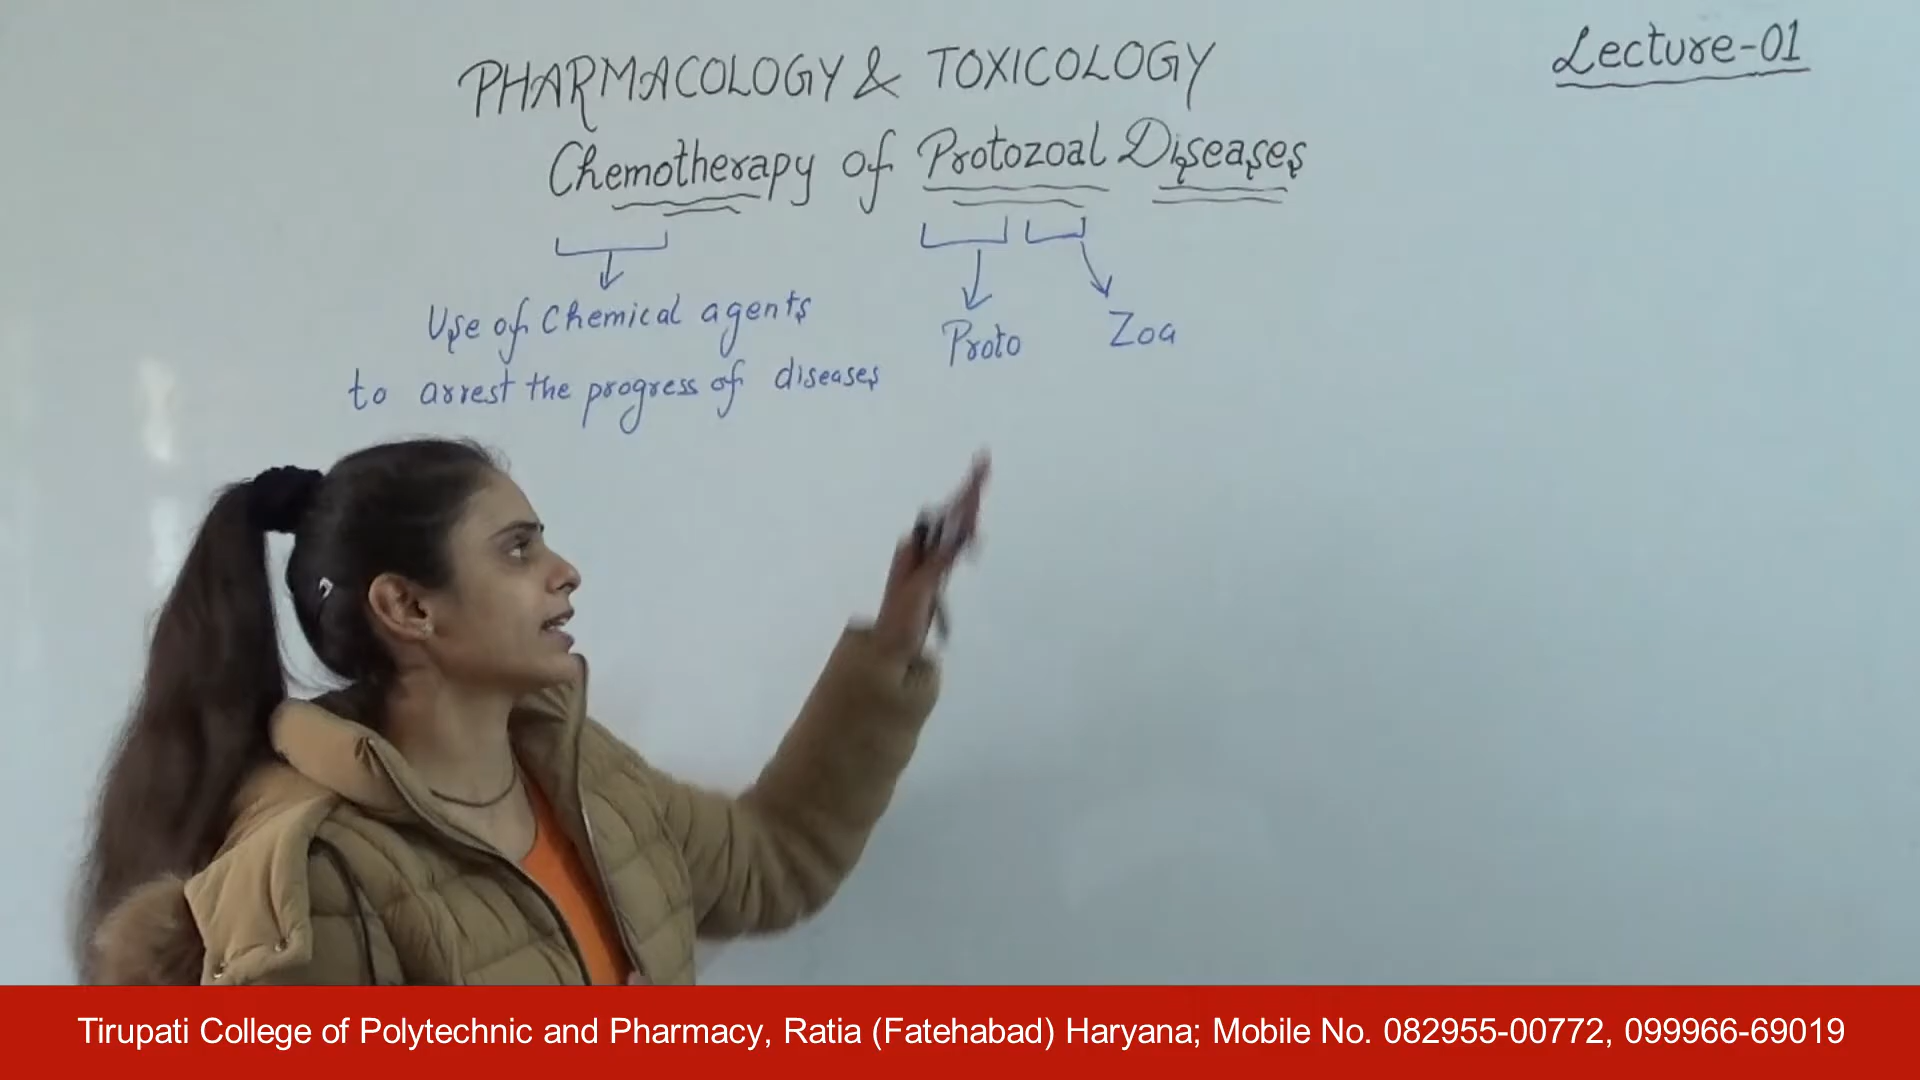 Lecture-01
PHARMACOLOGY & TOXICOLOGY
Chemotherapy of Protozoal Diseases
Use of Chemical agents
to arrest the progress of diseases
Proto Zoa
Tirupati College of Polytechnic and Pharmacy, Ratia (Fatehabad) Haryana; Mobile No. 082955-00772, 099966-69019